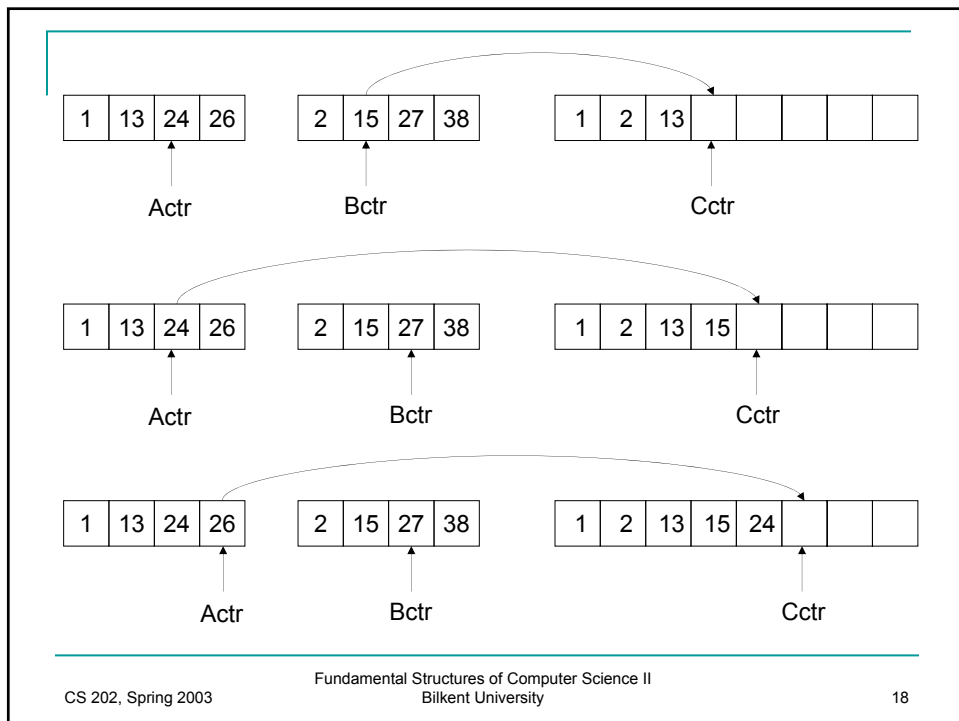 1 13 24 26 2 15 27 38 1 2 13
Actr Bctr Cctr
1 13 24 26 2 15 27 38 1 2 13 15
Actr Bctr Cctr
1 13 24 26 2 15 27 38 1 2 13 15 24
Actr Bctr Cctr
Fundamental Structures of Computer Science II
CS 202, Spring 2003 Bilkent University 18